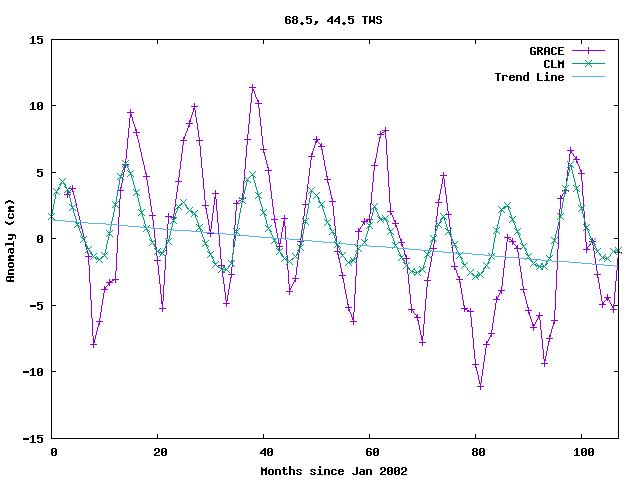 68.5, 44.5 TWS
GRACE
CLM
Trend Line
15
10
5
0
-5
-10
-15
Anomaly (cm)
0 20 40 60 80 100
Months since Jan 2002